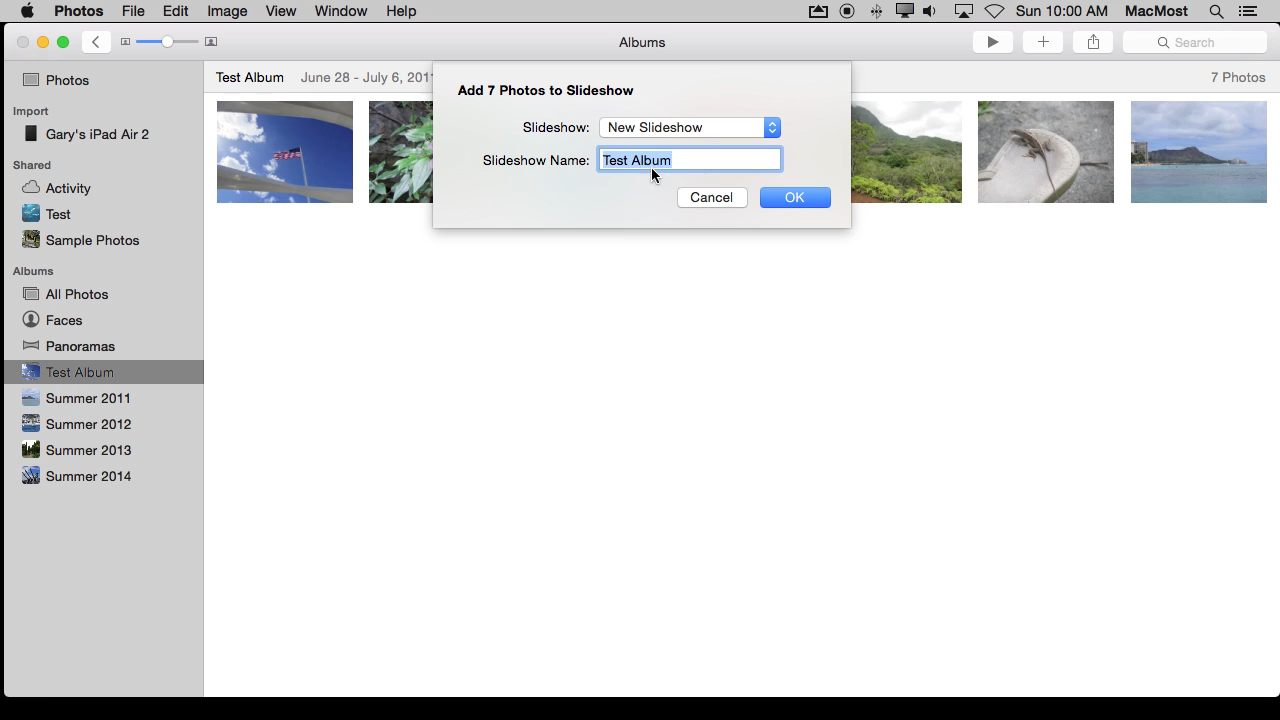 Photos File Edit Image View Window Help Sun 10:00 AM MacMost
Albums
Search
Photos
Import
Gary's iPad Air 2
Shared
Activity
Test
Sample Photos
Albums
All Photos
Faces
Panoramas
Test Album
Summer 2011
Summer 2012
Summer 2013
Summer 2014
Test Album June 28 - July 6, 2011
7 Photos
Add 7 Photos to Slideshow
Slideshow: New Slideshow
Slideshow Name: Test Album
Cancel OK